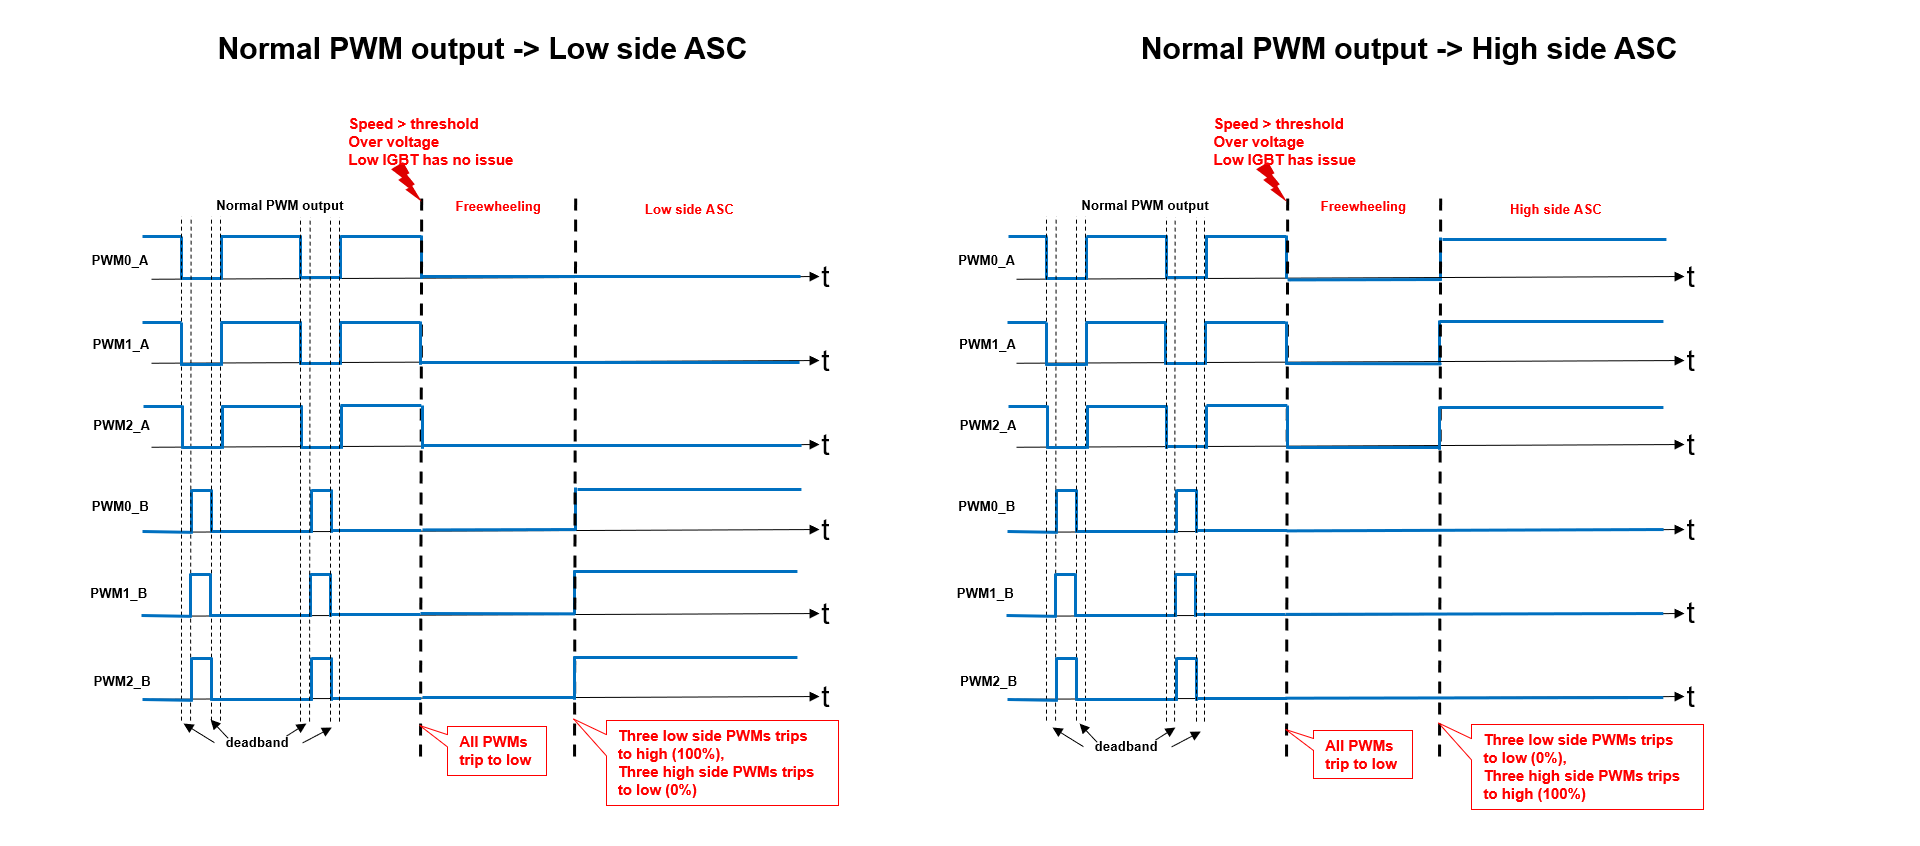 Normal PWM output -> Low side ASC
Speed > threshold
Over voltage
Low IGBT has no issue
Normal PWM output
Freewheeling
Low side ASC
PWM0_A
t
PWM1_A
t
PWM2_A
t
PWM0_B
t
PWM1_B
t
PWM2_B
t
deadband
All PWMs
trip to low
Three low side PWMs trips
to high (100%),
Three high side PWMs trips
to low (0%)
Normal PWM output -> High side ASC
Speed > threshold
Over voltage
Low IGBT has issue
Normal PWM output
Freewheeling
High side ASC
PWM0_A
t
PWM1_A
t
PWM2_A
t
PWM0_B
t
PWM1_B
t
PWM2_B
t
deadband
All PWMs
trip to low
Three low side PWMs trips
to low (0%),
Three high side PWMs trips
to high (100%)